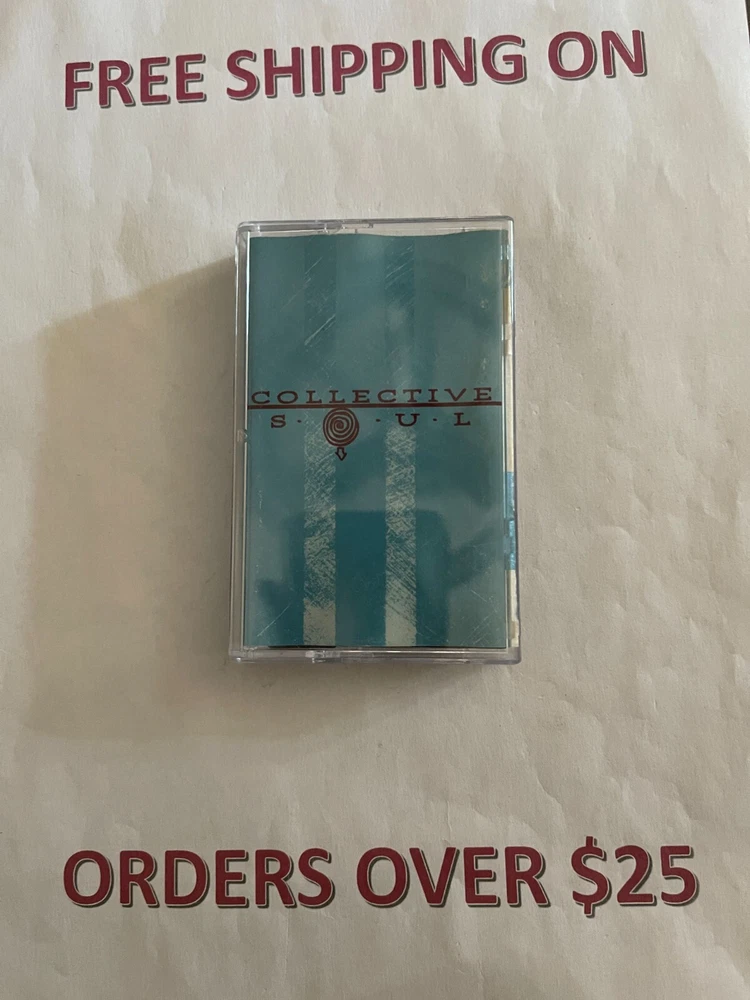 FREE SHIPPING ON
COLLECTIVE
S·O·U·L
ORDERS OVER $25